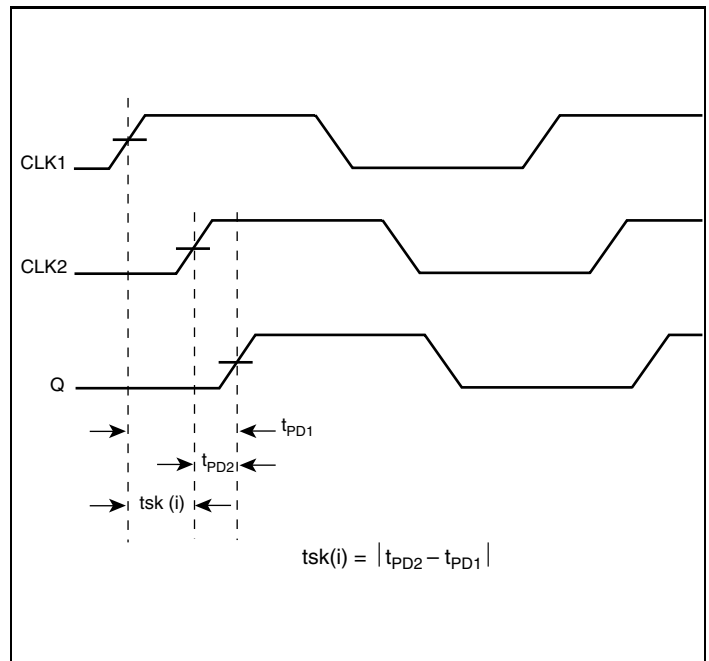 CLK1
CLK2
Q
tPD1
tPD2
tsk (i)
tsk(i) = |tPD2 – tPD1|